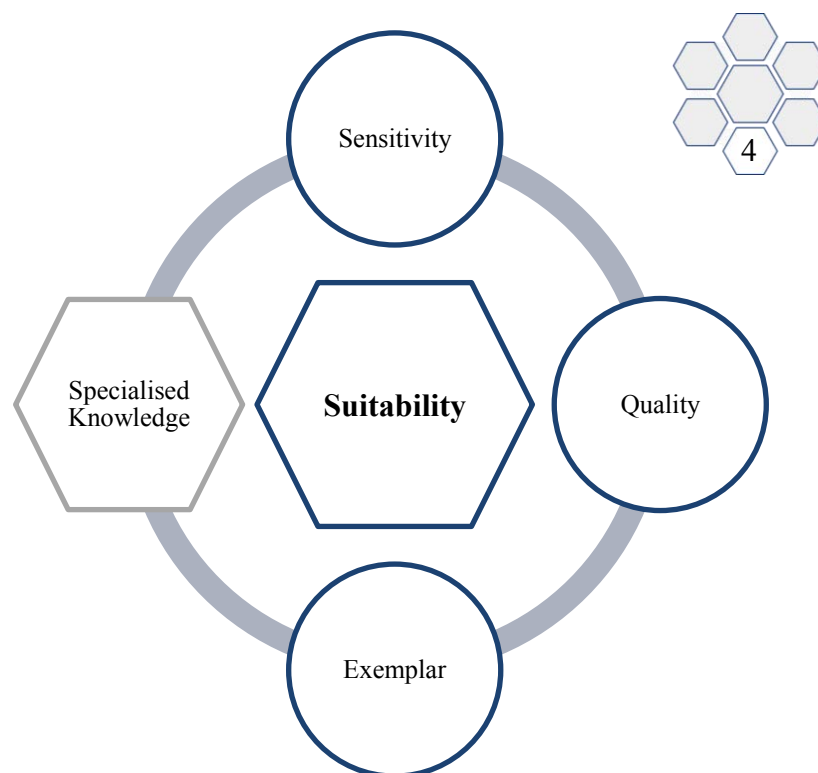 4
Sensitivity
Specialised
Knowledge
Suitability
Quality
Exemplar